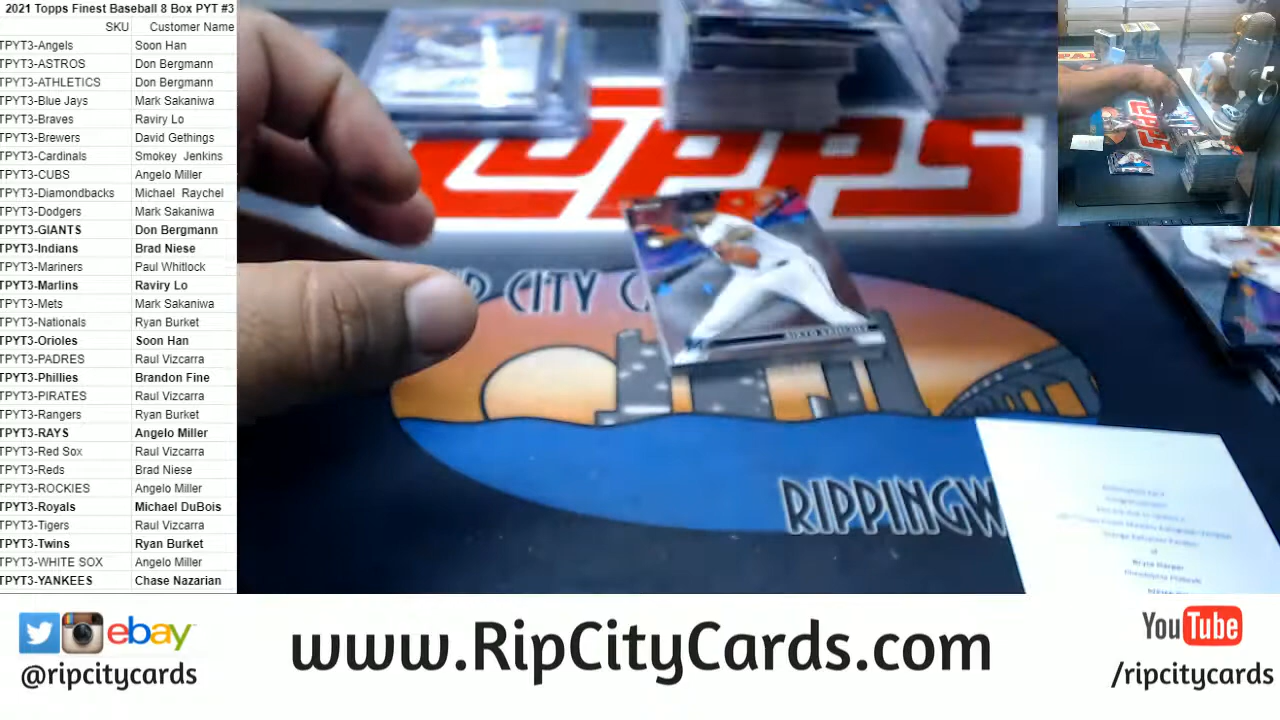 2021 Topps Finest Baseball 8 Box PYT #3
SKU Customer Name
TPYT3-Angels Soon Han
TPYT3-ASTROS Don Bergmann
TPYT3-ATHLETICS Don Bergmann
TPYT3-Blue Jays Mark Sakaniwa
TPYT3-Braves Raviry Lo
TPYT3-Brewers David Gethings
TPYT3-Cardinals Smokey Jenkins
TPYT3-CUBS Angelo Miller
TPYT3-Diamondbacks Michael Raychel
TPYT3-Dodgers Mark Sakaniwa
TPYT3-GIANTS Don Bergmann
TPYT3-Indians Brad Niese
TPYT3-Mariners Paul Whitlock
TPYT3-Marlins Raviry Lo
TPYT3-Mets Mark Sakaniwa
TPYT3-Nationals Ryan Burket
TPYT3-Orioles Soon Han
TPYT3-PADRES Raul Vizcarra
TPYT3-Phillies Brandon Fine
TPYT3-PIRATES Raul Vizcarra
TPYT3-Rangers Ryan Burket
TPYT3-RAYS Angelo Miller
TPYT3-Red Sox Raul Vizcarra
TPYT3-Reds Brad Niese
TPYT3-ROCKIES Angelo Miller
TPYT3-Royals Michael DuBois
TPYT3-Tigers Raul Vizcarra
TPYT3-Twins Ryan Burket
TPYT3-WHITE SOX Angelo Miller
TPYT3-YANKEES Chase Nazarian
Topps
P CITY C
RIPPINGW
Bryce Harper
Philadelphia Phillies
ebay
@ripcitycards
www.RipCityCards.com
YouTube
/ripcitycards